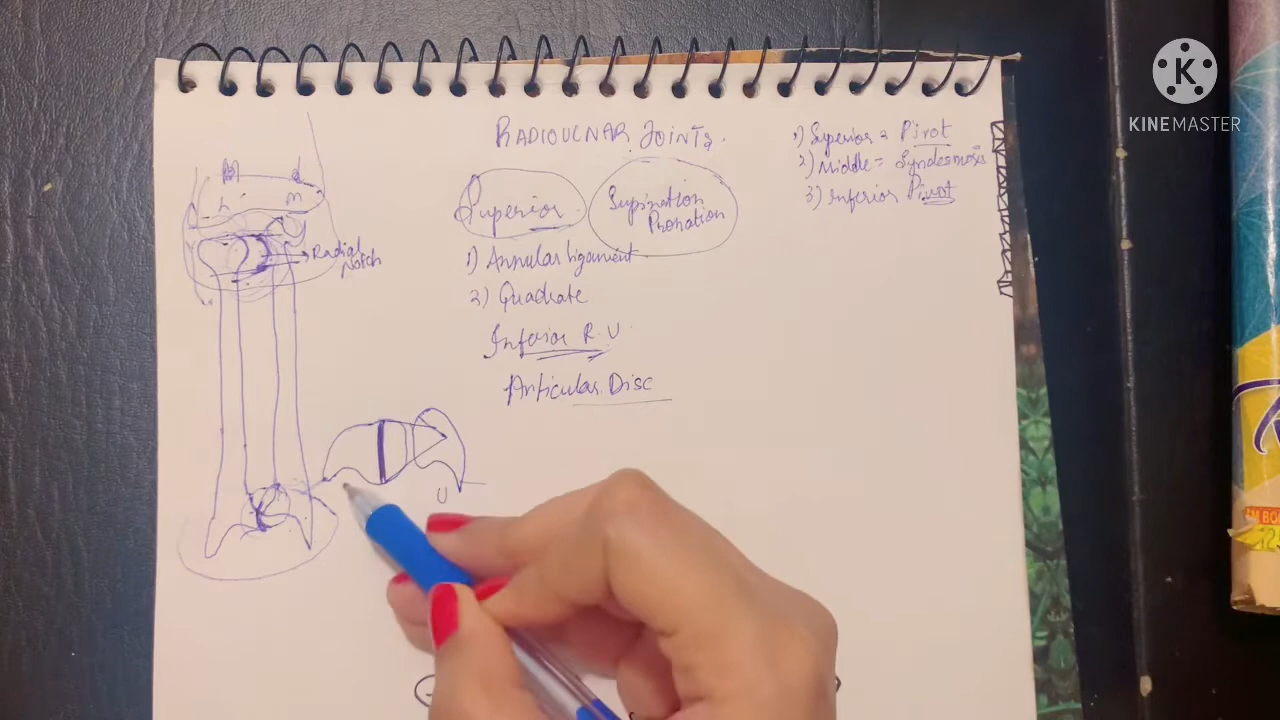 RADIOULNAR JOINTS.
1) Superior = Pivot
2) Middle = Syndesmosis
3) Inferior Pivot
Superior
Supination
Pronation
1) Annular ligament
2) Quadrate
Inferior R.U
Articular Disc
L m
Radial
Notch
U
K
KINEMASTER